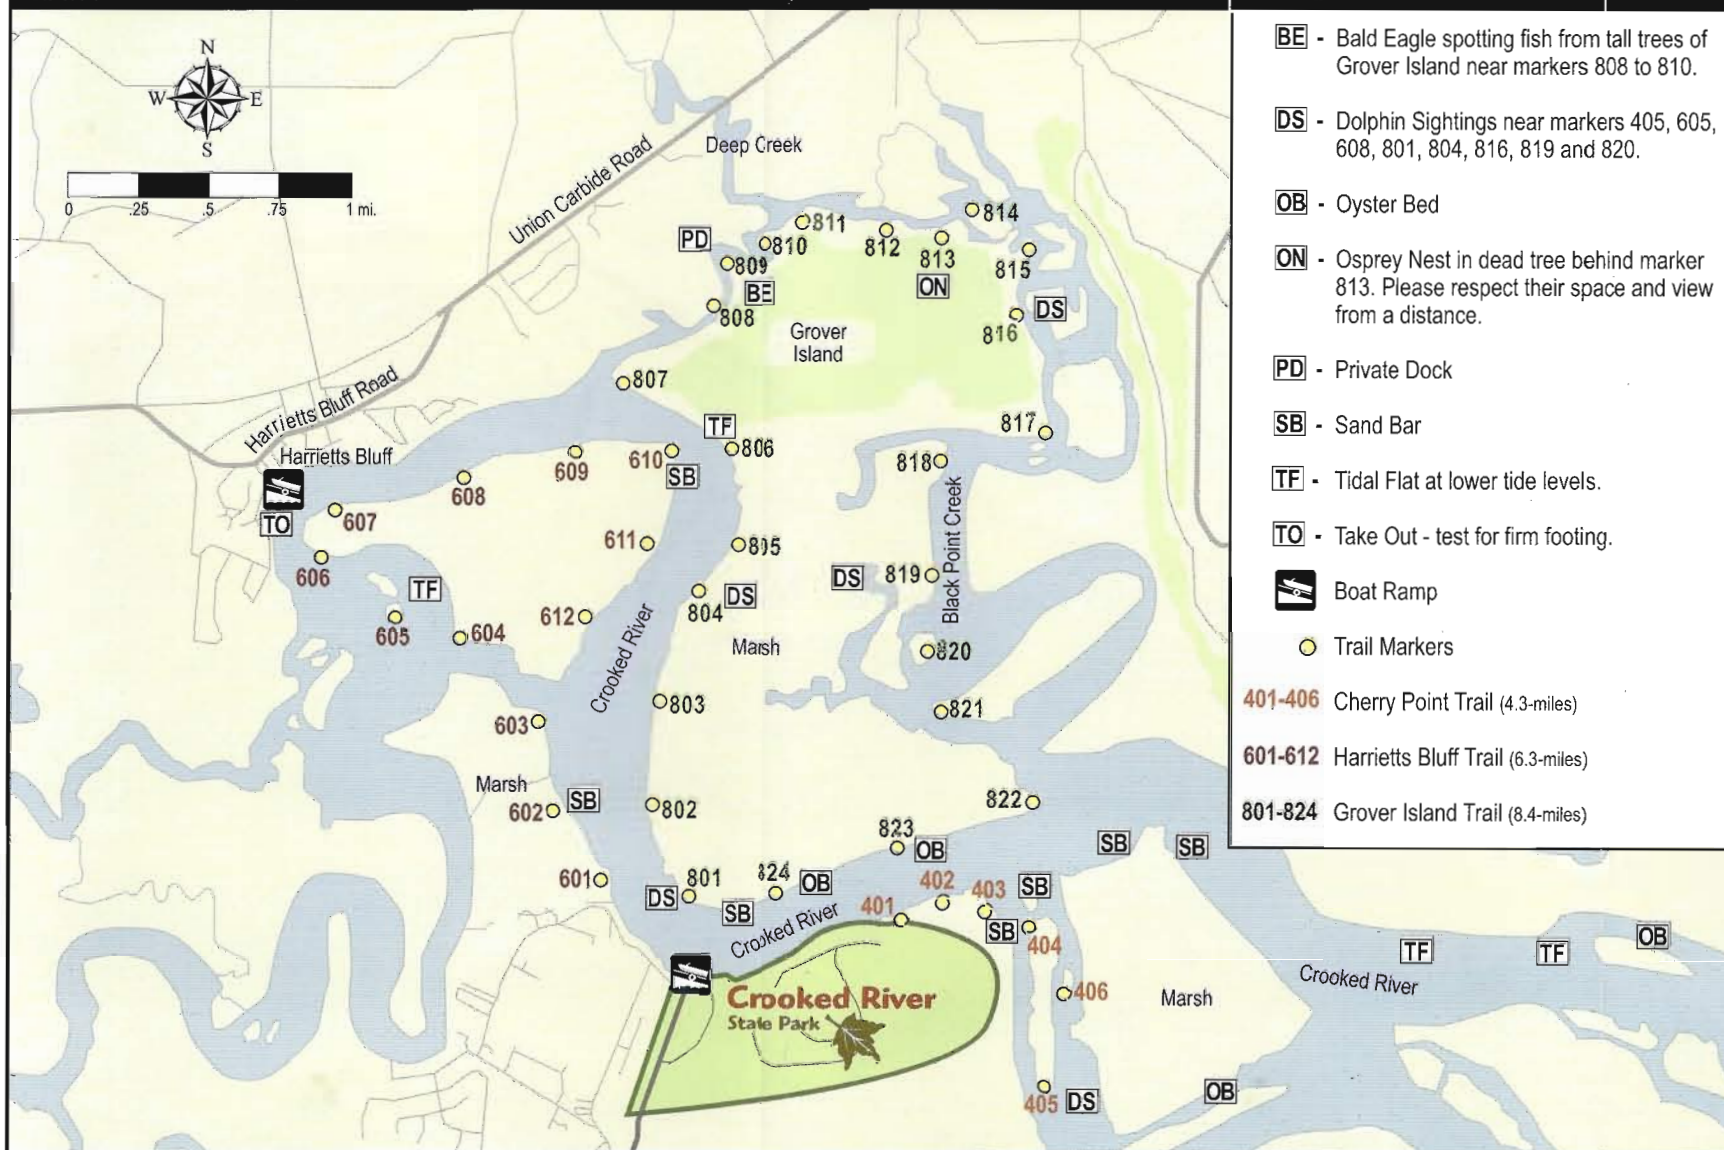 N
W E
S
0 .25 .5 .75 1 mi.
Union Carbide Road
Deep Creek
814
811
812
813
810
PD
809
815
BE
ON
DS
808
816
Grover
Island
807
Harrietts Bluff Road
TF
806
817
Harrietts Bluff
609
610
SB
818
608
TO
607
611
805
Black Point Creek
606
TF
DS
819
804
DS
605
604
612
Crooked River
Marsh
820
803
821
603
Marsh
602
SB
802
822
823
OB
SB
SB
601
DS
801
824
OB
SB
401
402
403
SB
Crooked River
SB
404
TF
TF
OB
Crooked River
State Park
406
Marsh
Crooked River
405
DS
OB
BE - Bald Eagle spotting fish from tall trees of
Grover Island near markers 808 to 810.
DS - Dolphin Sightings near markers 405, 605,
608, 801, 804, 816, 819 and 820.
OB - Oyster Bed
ON - Osprey Nest in dead tree behind marker
813. Please respect their space and view
from a distance.
PD - Private Dock
SB - Sand Bar
TF - Tidal Flat at lower tide levels.
TO - Take Out - test for firm footing.
Boat Ramp
Trail Markers
401-406 Cherry Point Trail (4.3-miles)
601-612 Harrietts Bluff Trail (6.3-miles)
801-824 Grover Island Trail (8.4-miles)